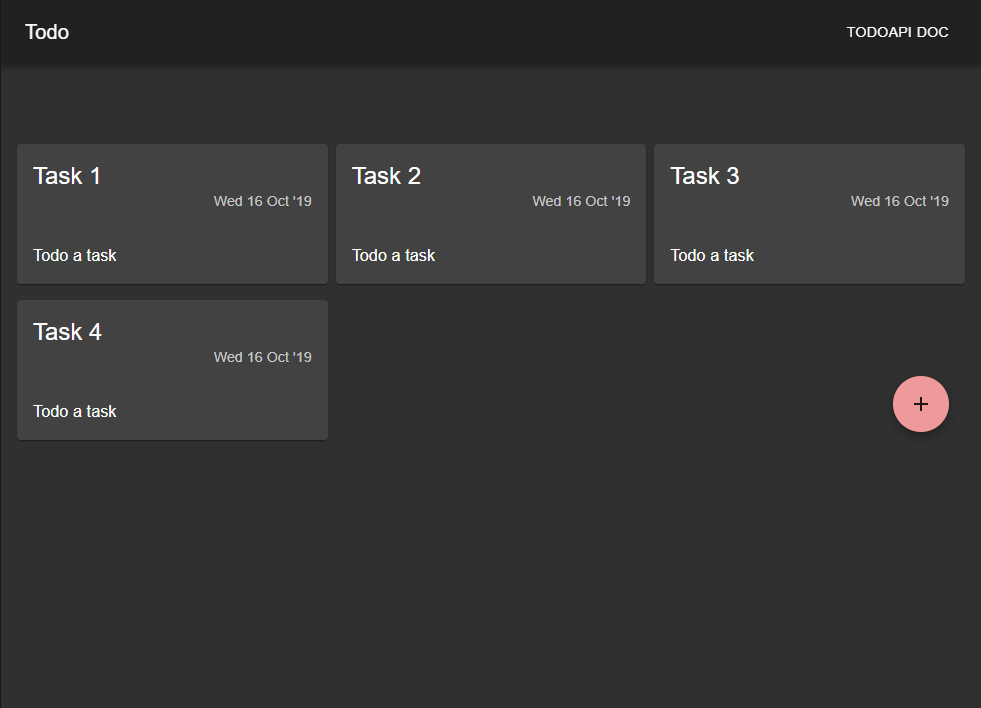 Todo
TODOAPI DOC
Task 1
Wed 16 Oct '19
Todo a task
Task 2
Wed 16 Oct '19
Todo a task
Task 3
Wed 16 Oct '19
Todo a task
Task 4
Wed 16 Oct '19
Todo a task
+